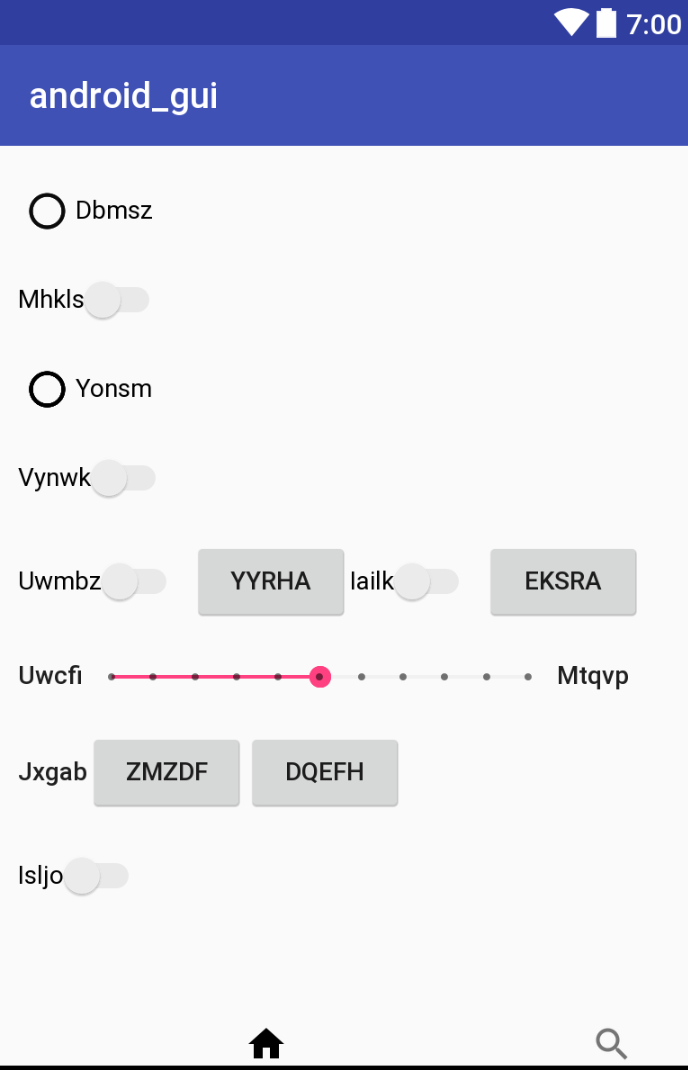 7:00
android_gui
Dbmsz
Mhkls
Yonsm
Vynwk
Uwmbz YYRHA Iailk EKSRA
Uwcfi Mtqvp
Jxgab ZMZDF DQEFH
Isljo